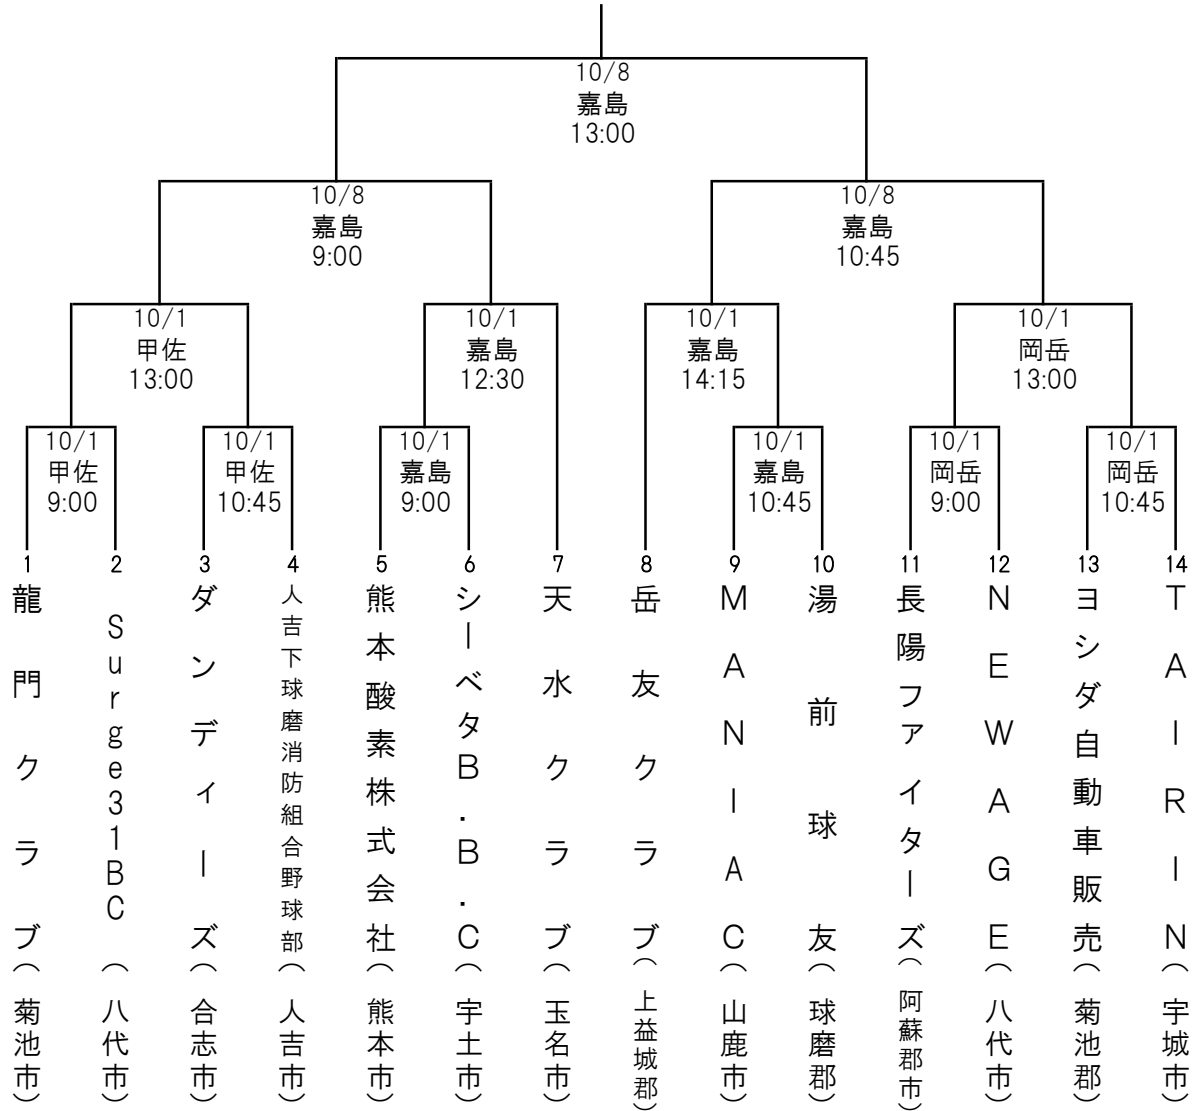 10/8
嘉島
13:00
10/8
嘉島
9:00
10/8
嘉島
10:45
10/1
甲佐
13:00
10/1
嘉島
12:30
10/1
嘉島
14:15
10/1
岡岳
13:00
10/1
甲佐
9:00
10/1
甲佐
10:45
10/1
嘉島
9:00
10/1
嘉島
10:45
10/1
岡岳
9:00
10/1
岡岳
10:45
1
龍門クラブ(菊池市)
2
Surge31BC(八代市)
3
ダンディーズ(合志市)
4
人吉下球磨消防組合野球部(人吉市)
5
熊本酸素株式会社(熊本市)
6
シーベタB.B.C(宇土市)
7
天水クラブ(玉名市)
8
岳友クラブ(上益城郡)
9
MANIAC(山鹿市)
10
湯前球友(球磨郡)
11
長陽ファイターズ(阿蘇郡市)
12
NEWAGE(八代市)
13
ヨシダ自動車販売(菊池郡)
14
TAIRIN(宇城市)